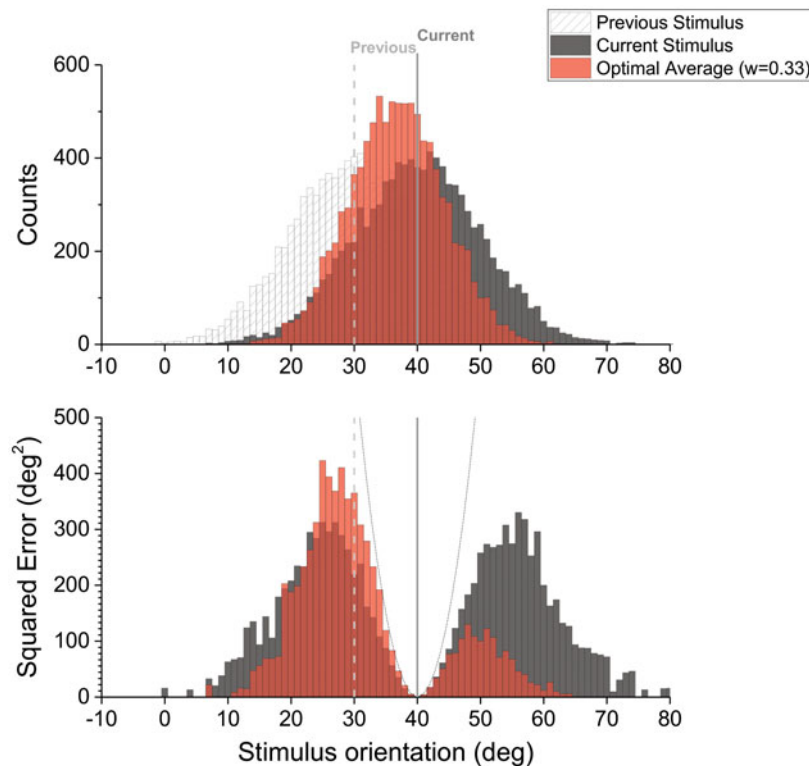 Previous Stimulus
Current Stimulus
Optimal Average (w=0.33)
Previous
Current
Counts
600
400
200
0
-10 0 10 20 30 40 50 60 70 80
Squared Error (deg²)
500
400
300
200
100
0
-10 0 10 20 30 40 50 60 70 80
Stimulus orientation (deg)